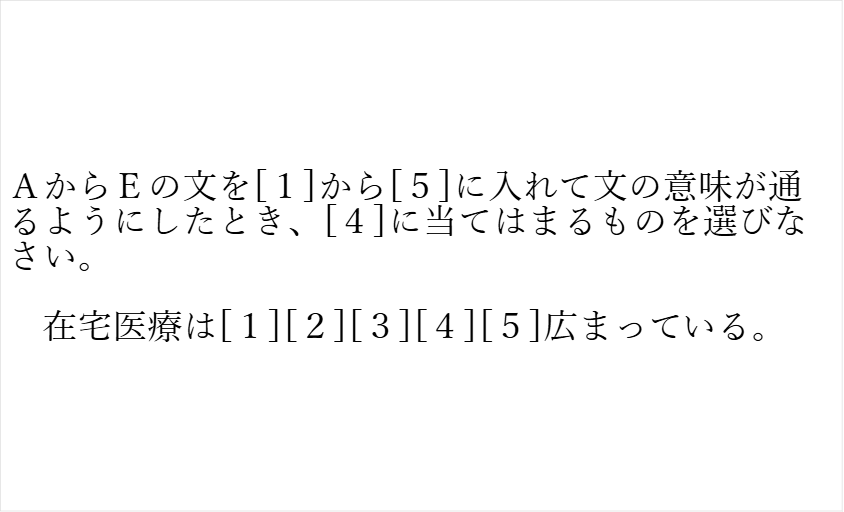 ＡからＥの文を[１]から[５]に入れて文の意味が通
るようにしたとき、[４]に当てはまるものを選びな
さい。
　在宅医療は[１][２][３][４][５]広まっている。